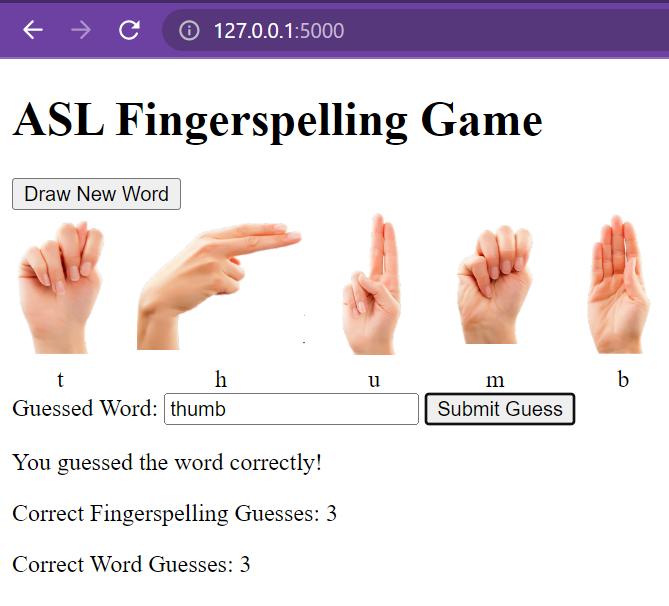 127.0.0.1:5000
ASL Fingerspelling Game
Draw New Word
t h u m b
Guessed Word: thumb Submit Guess
You guessed the word correctly!
Correct Fingerspelling Guesses: 3
Correct Word Guesses: 3